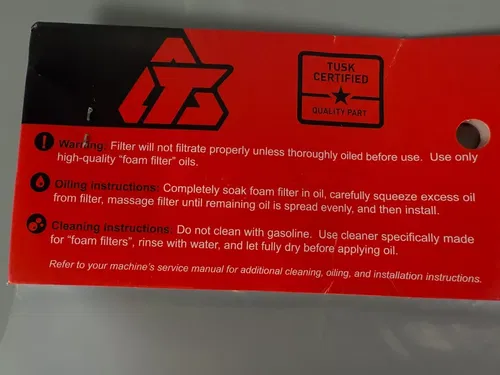 TUSK
CERTIFIED
QUALITY PART
Warning: Filter will not filtrate properly unless thoroughly oiled before use. Use only
high-quality "foam filter" oils.
Oiling instructions: Completely soak foam filter in oil, carefully squeeze excess oil
from filter, massage filter until remaining oil is spread evenly, and then install.
Cleaning instructions: Do not clean with gasoline. Use cleaner specifically made
for "foam filters", rinse with water, and let fully dry before applying oil.
Refer to your machine's service manual for additional cleaning, oiling, and installation instructions.